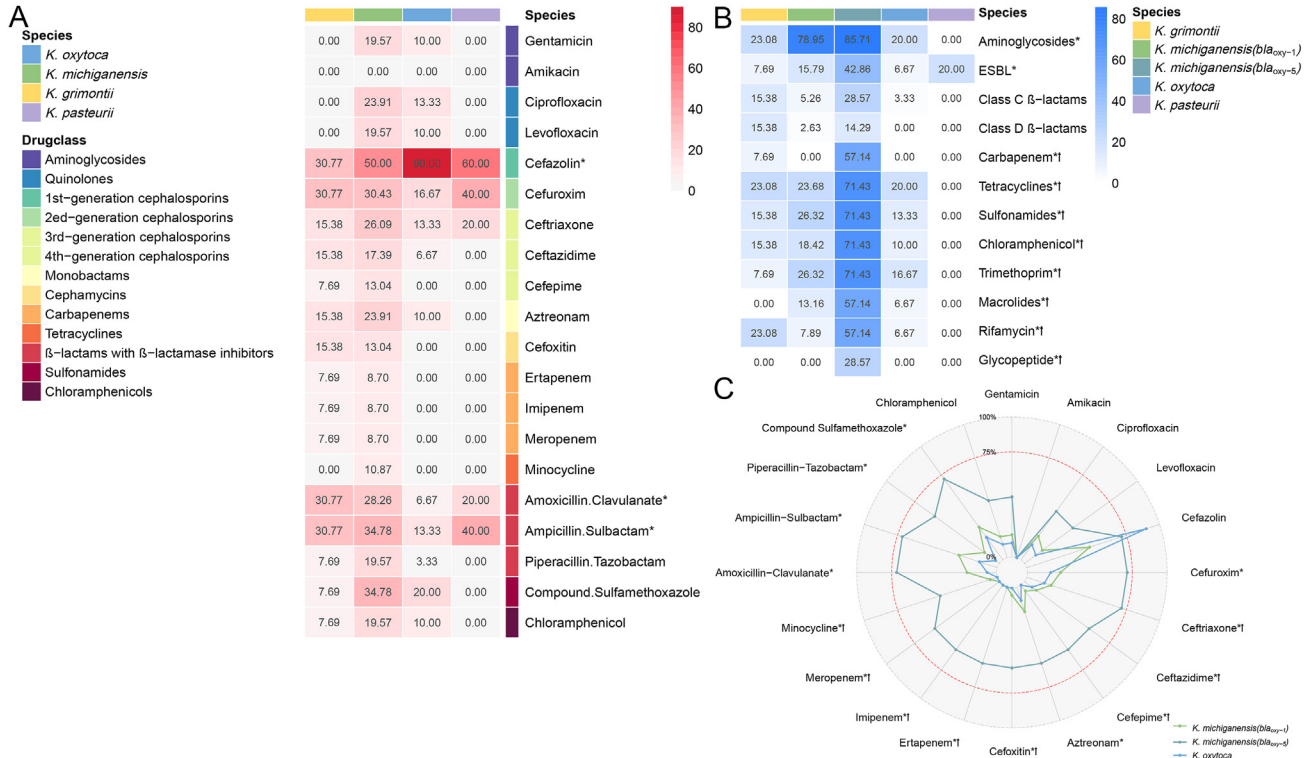 A
Species
K. oxytoca
K. michiganensis
K. grimontii
K. pasteurii
Drugclass
Aminoglycosides
Quinolones
1st−generation cephalosporins
2ed−generation cephalosporins
3rd−generation cephalosporins
4th−generation cephalosporins
Monobactams
Cephamycins
Carbapenems
Tetracyclines
ß−lactams with ß−lactamase inhibitors
Sulfonamides
Chloramphenicols
Species
0.00 19.57 10.00 0.00 Gentamicin
0.00 0.00 0.00 0.00 Amikacin
0.00 23.91 13.33 0.00 Ciprofloxacin
0.00 19.57 10.00 0.00 Levofloxacin
30.77 50.00 90.00 60.00 Cefazolin*
30.77 30.43 16.67 40.00 Cefuroxim
15.38 26.09 13.33 20.00 Ceftriaxone
15.38 17.39 6.67 0.00 Ceftazidime
7.69 13.04 0.00 0.00 Cefepime
15.38 23.91 10.00 0.00 Aztreonam
15.38 13.04 0.00 0.00 Cefoxitin
7.69 8.70 0.00 0.00 Ertapenem
7.69 8.70 0.00 0.00 Imipenem
7.69 8.70 0.00 0.00 Meropenem
0.00 10.87 0.00 0.00 Minocycline
30.77 28.26 6.67 20.00 Amoxicillin.Clavulanate*
30.77 34.78 13.33 40.00 Ampicillin.Sulbactam*
7.69 19.57 3.33 0.00 Piperacillin.Tazobactam
7.69 34.78 20.00 0.00 Compound.Sulfamethoxazole
7.69 19.57 10.00 0.00 Chloramphenicol
80
60
40
20
0
B
Species
23.08 78.95 85.71 20.00 0.00 Aminoglycosides*
7.69 15.79 42.86 6.67 20.00 ESBL*
15.38 5.26 28.57 3.33 0.00 Class C ß−lactams
15.38 2.63 14.29 0.00 0.00 Class D ß−lactams
7.69 0.00 57.14 0.00 0.00 Carbapenem*†
23.08 23.68 71.43 20.00 0.00 Tetracyclines*†
15.38 26.32 71.43 13.33 0.00 Sulfonamides*†
15.38 18.42 71.43 10.00 0.00 Chloramphenicol*†
7.69 26.32 71.43 16.67 0.00 Trimethoprim*†
0.00 13.16 57.14 6.67 0.00 Macrolides*†
23.08 7.89 57.14 6.67 0.00 Rifamycin*†
0.00 0.00 28.57 0.00 0.00 Glycopeptide*†
80
60
40
20
0
Species
K. grimontii
K. michiganensis(bla oxy−1)
K. michiganensis(bla oxy−5)
K. oxytoca
K. pasteurii
C
Gentamicin
Amikacin
Ciprofloxacin
Levofloxacin
Cefazolin
Cefuroxim*
Ceftriaxone*†
Ceftazidime*†
Cefepime*†
Aztreonam*
Cefoxitin*†
Ertapenem*†
Imipenem*†
Meropenem*†
Minocycline*†
Amoxicillin−Clavulanate*
Ampicillin−Sulbactam*
Piperacillin−Tazobactam*
Compound Sulfamethoxazole*
Chloramphenicol
100%
75%
0%
K. michiganensis(bla oxy−1)
K. michiganensis(bla oxy−5)
K. oxytoca